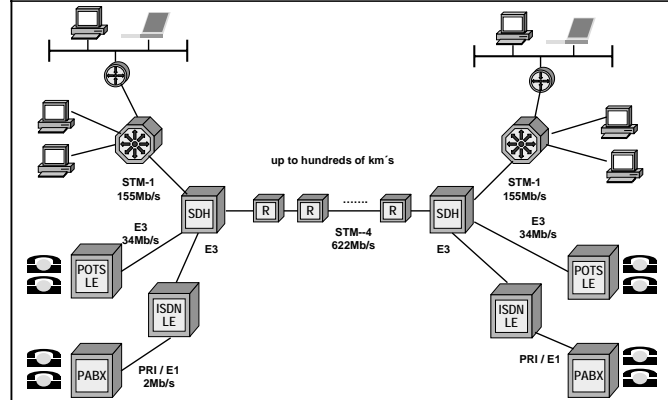 up to hundreds of km´s
STM-1
155Mb/s
STM-1
155Mb/s
SDH
R
R
.......
R
SDH
STM--4
622Mb/s
E3
34Mb/s
E3
E3
E3
34Mb/s
POTS
LE
ISDN
LE
POTS
LE
ISDN
LE
PRI / E1
2Mb/s
PABX
PRI / E1
PABX